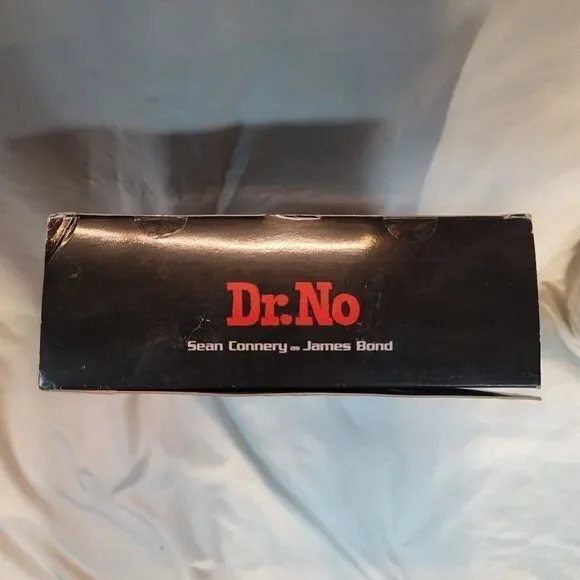 Dr.No
Sean Connery as James Bond